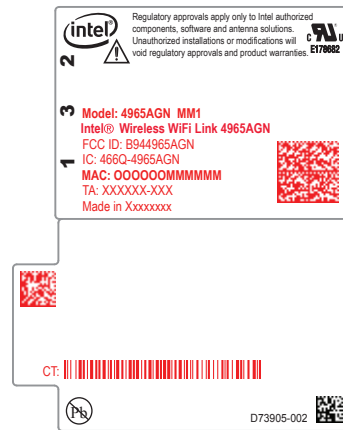 intel®
Regulatory approvals apply only to Intel authorized
components, software and antenna solutions.
Unauthorized installations or modifications will
void regulatory approvals and product warranties.
c UL us
E178682
2
3
1
Model: 4965AGN MM1
Intel® Wireless WiFi Link 4965AGN
FCC ID: B944965AGN
IC: 466Q-4965AGN
MAC: OOOOOOMMMMMM
TA: XXXXXX-XXX
Made in Xxxxxxxx
CT:
Pb
D73905-002